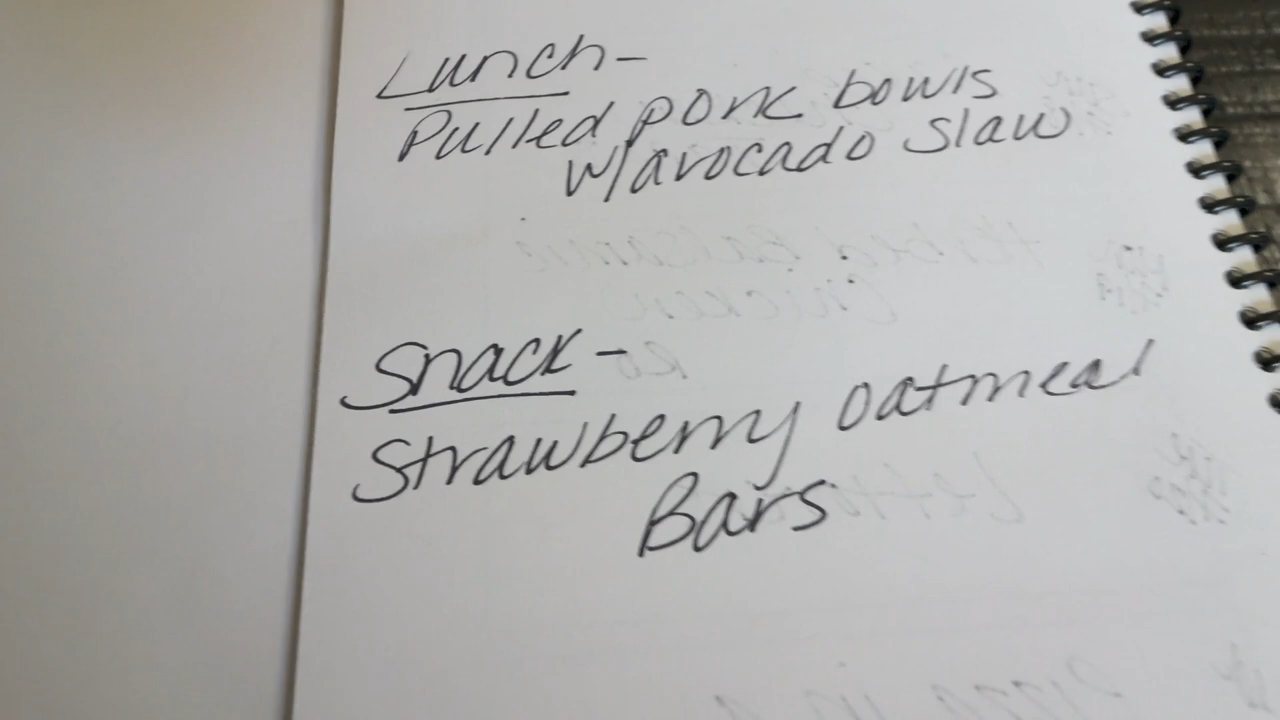 Lunch-
Pulled pork bowls
w/avocado slaw
Snack-
Strawberry oatmeal
Bars